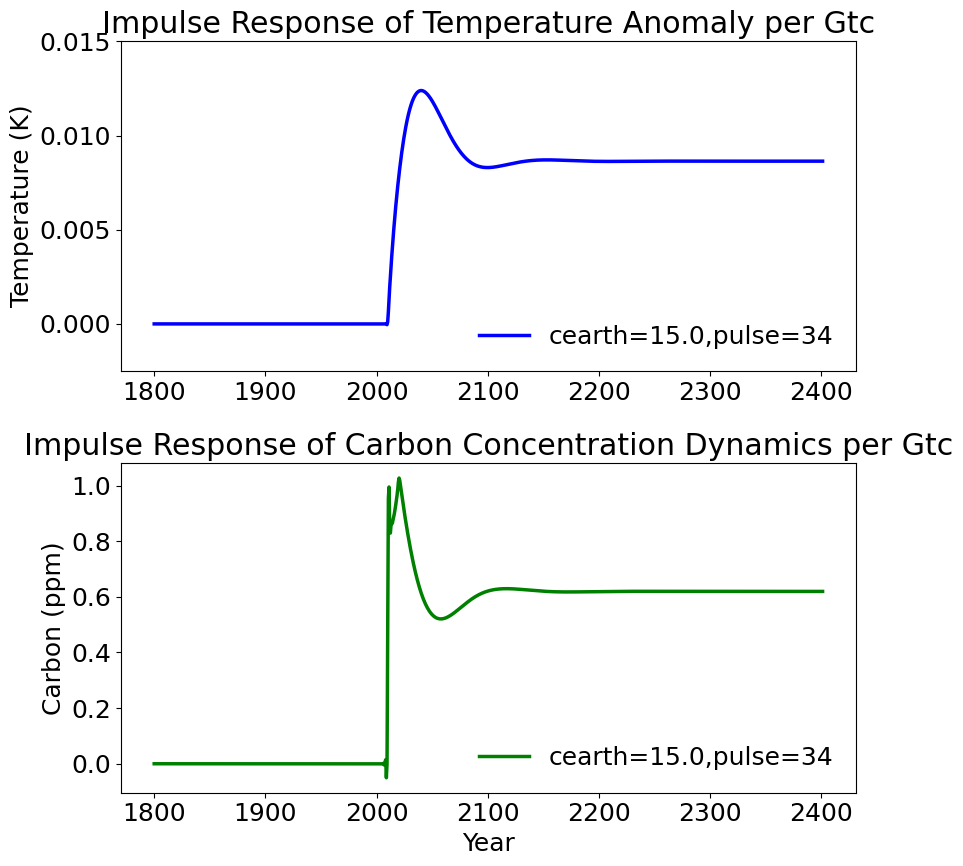 Impulse Response of Temperature Anomaly per Gtc
0.015
0.010
0.005
0.000
Temperature (K)
cearth=15.0,pulse=34
1800 1900 2000 2100 2200 2300 2400
Impulse Response of Carbon Concentration Dynamics per Gtc
1.0
0.8
0.6
0.4
0.2
0.0
Carbon (ppm)
cearth=15.0,pulse=34
1800 1900 2000 2100 2200 2300 2400
Year